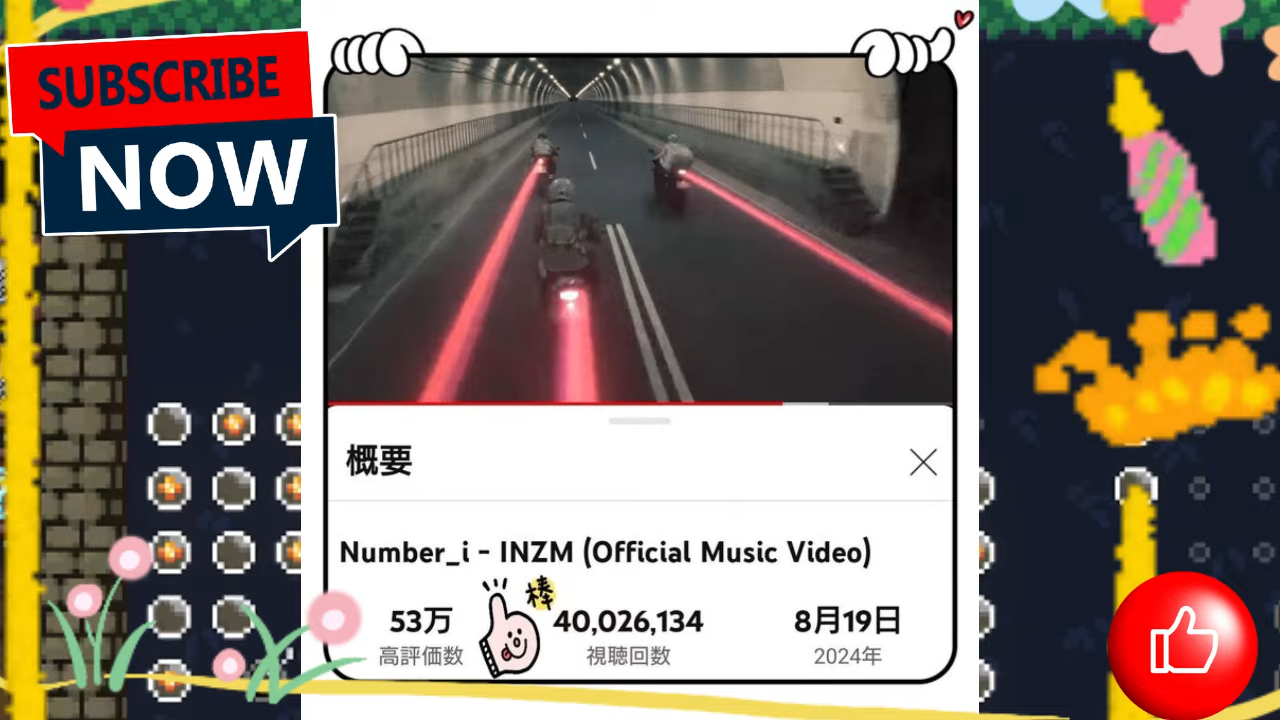 SUBSCRIBE
NOW
概要
Number_i - INZM (Official Music Video)
棒
53万
40,026,134
8月19日
高評価数
視聴回数
2024年